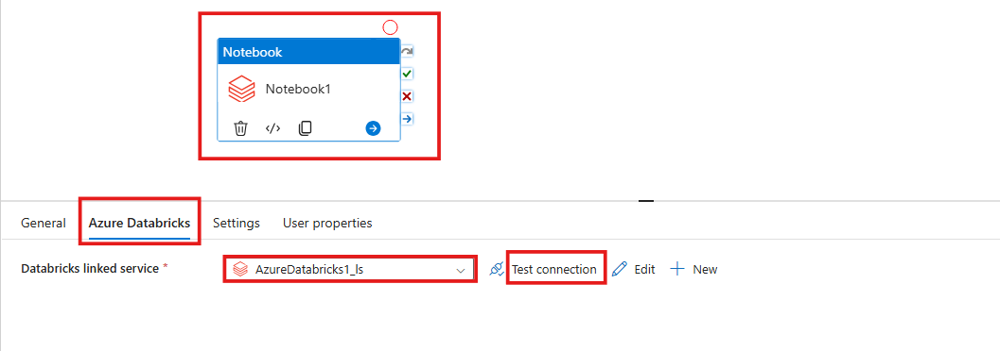 Notebook
Notebook1
General Azure Databricks Settings User properties
Databricks linked service * AzureDatabricks1_ls Test connection Edit New